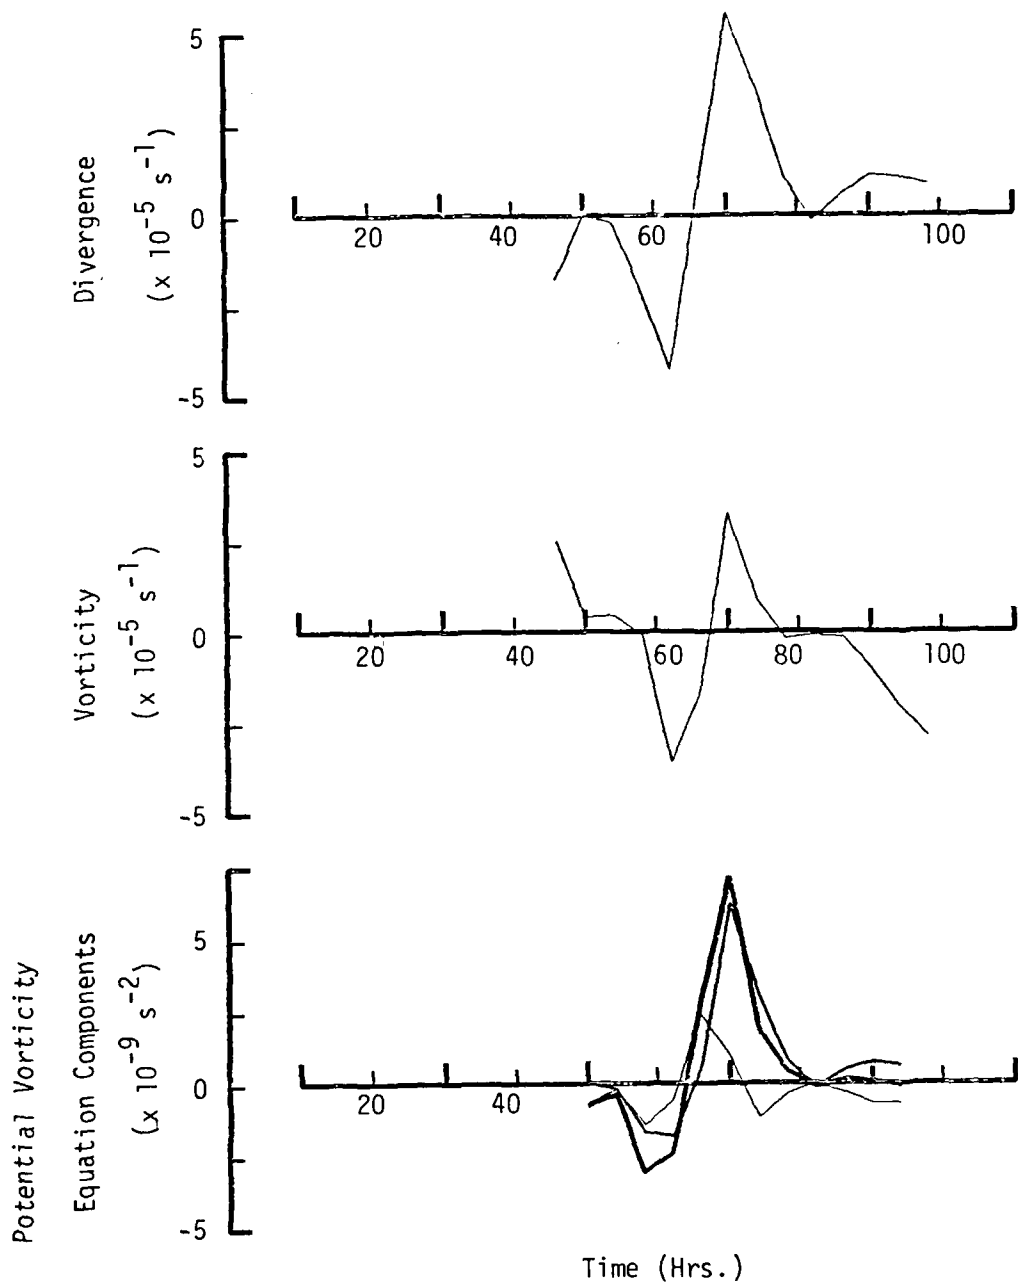 Divergence
(x 10⁻⁵ s⁻¹)
5
0
-5
20
40
60
100
Vorticity
(x 10⁻⁵ s⁻¹)
5
0
-5
20
40
60
80
100
Potential Vorticity
Equation Components
(x 10⁻⁹ s⁻²)
5
0
-5
20
40
Time (Hrs.)